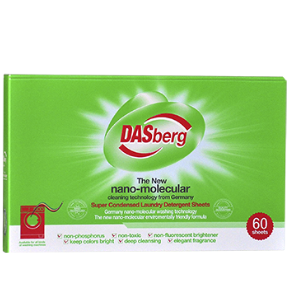 DASberg
The New
nano-molecular
cleaning technology from Germany
Super Condensed Laundry Detergent Sheets
Germany nano-molecular washing technology
The new nano-molecular environmentally friendly formula
60
sheets
non-phosphorus non-toxic non-fluorescent brightener
keep colors bright deep cleaning elegant fragrance